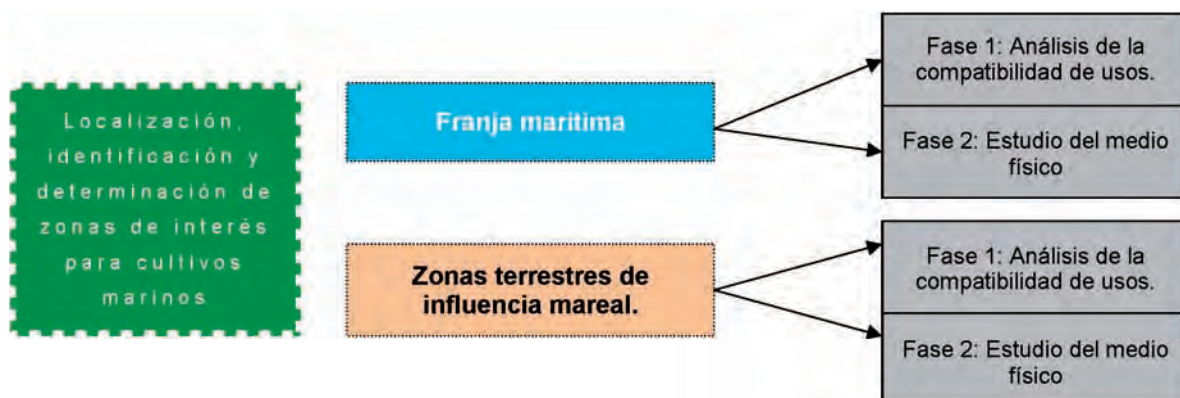 Localización,
identificación y
determinación de
zonas de interés
para cultivos
marinos
Franja marítima
Fase 1: Análisis de la
compatibilidad de usos.
Fase 2: Estudio del medio
físico
Zonas terrestres de
influencia mareal.
Fase 1: Análisis de la
compatibilidad de usos.
Fase 2: Estudio del medio
físico